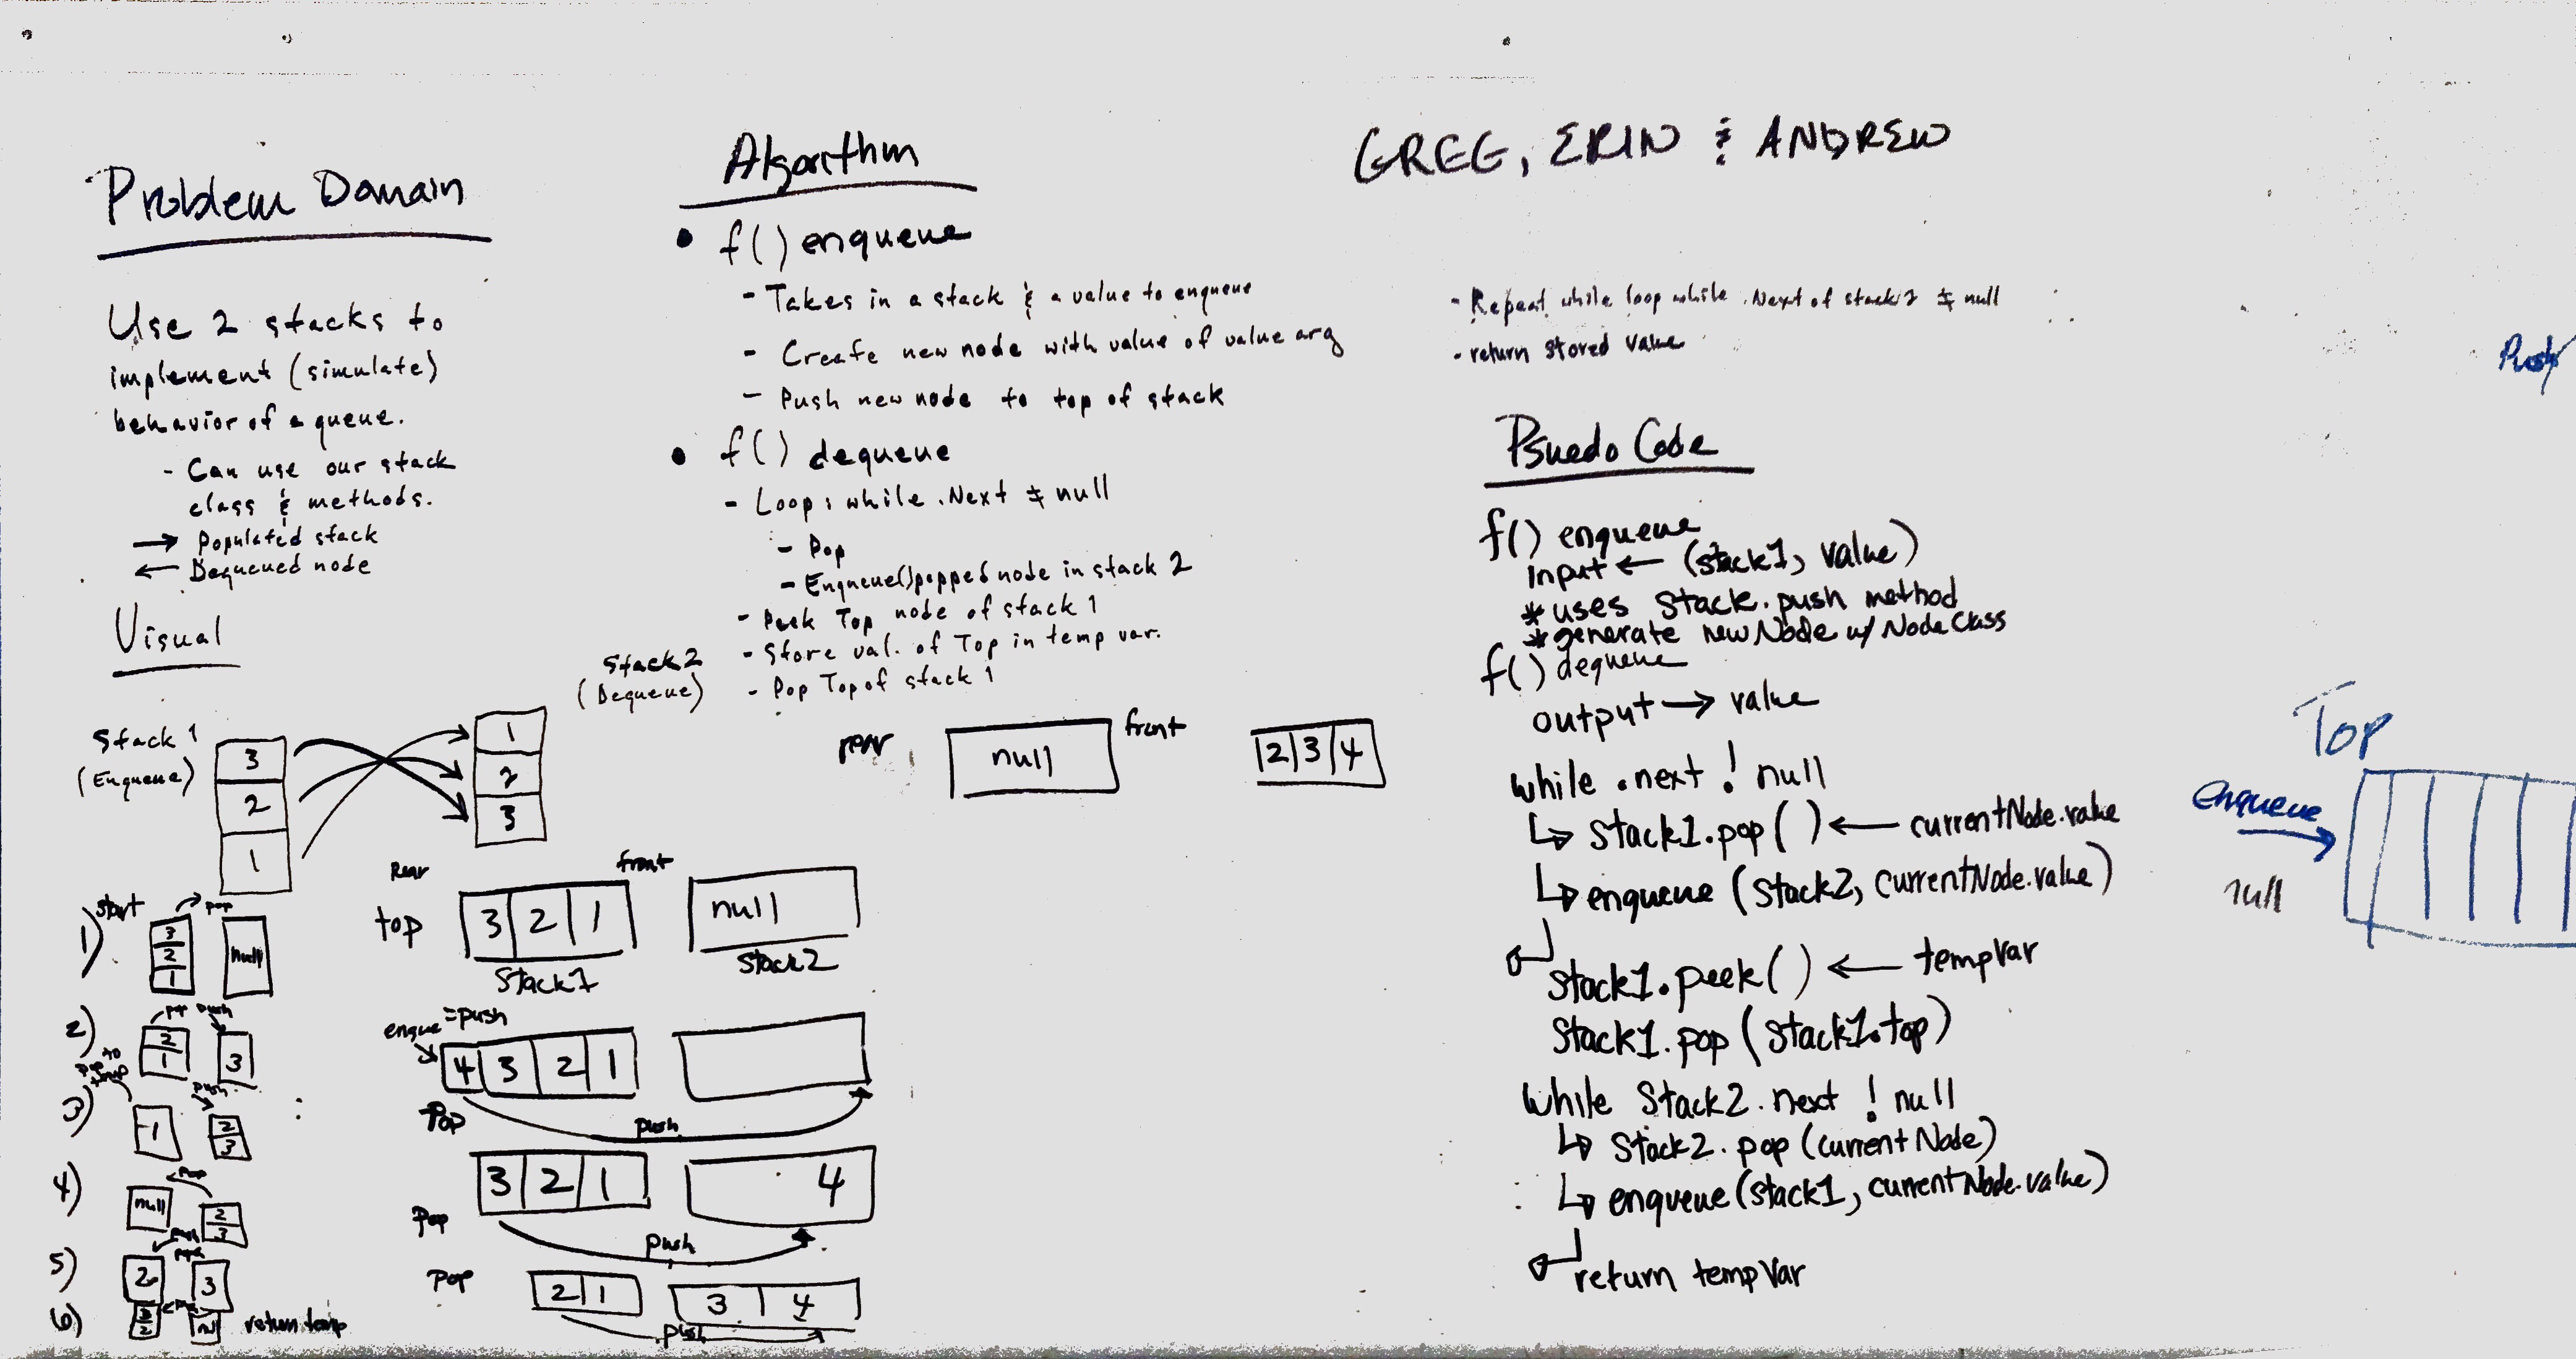 Problem Domain
Use 2 stacks to
implement (simulate)
behavior of a queue.
- Can use our stack
class & methods.
→ Populated stack
← Dequeued node
Visual
Stack 1
(Enqueue)
3
2
1
Stack 2
(Dequeue)
1
2
3
1) start
pop
3
2
1
null
2)
pop push
2
1
3
3)
pop to
temp
push
1
2
3
4)
pop
null
2
3
5)
push
pop
2
3
6)
return temp
Rear front
top 3 2 1 null
Stack1 Stack2
enque = push
4 3 2 1
Pop push
3 2 1 4
Pop push
Pop 2 1 3 4
push
rear null front 2 3 4
Algorithm
• f() enqueue
- Takes in a stack & a value to enqueue
- Create new node with value of value arg
- Push new node to top of stack
• f() dequeue
- Loop: while .Next ≠ null
- Pop
- Enqueue() popped node in stack 2
- Peek Top node of stack 1
- Store val. of Top in temp var.
- Pop Top of stack 1
GREG, ERIN & ANDREW
- Repeat while loop while .Next of stack 2 ≠ null
- return stored value
Psuedo Code
f() enqueue
input ← (stack1, value)
* uses Stack.push method
* generate new Node w/ Node Class
f() dequeue
output → value
while .next ! null
↳ Stack1.pop() ← currentNode.value
↳ enqueue (Stack2, currentNode.value)
Stack1.peek() ← tempVar
Stack1.pop (Stack1.top)
while Stack2.next ! null
↳ Stack2.pop (currentNode)
↳ enqueue (stack1, currentNode.value)
return tempVar
Top
enqueue
null